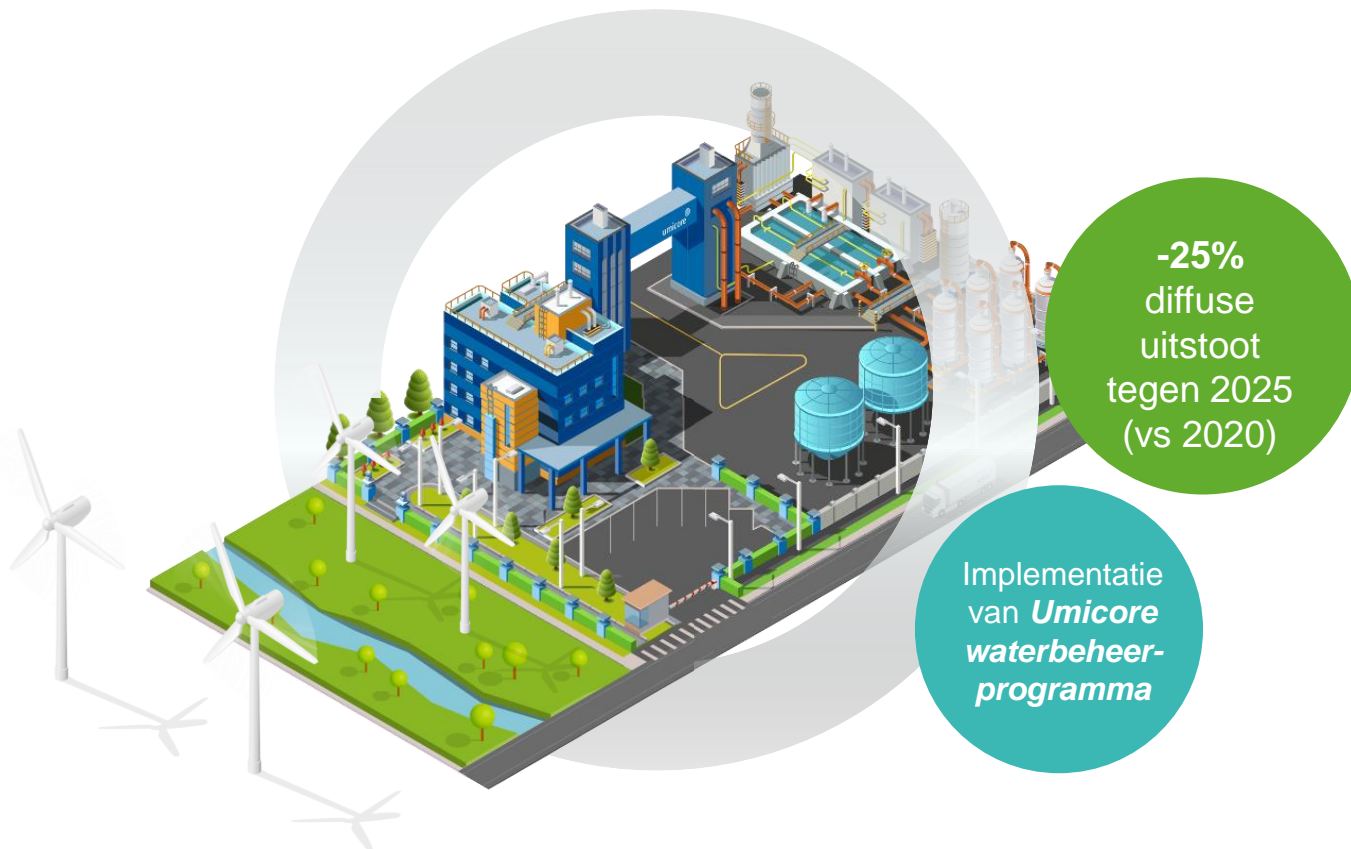 umicore
-25%
diffuse
uitstoot
tegen 2025
(vs 2020)
Implementatie
van Umicore
waterbeheer-
programma